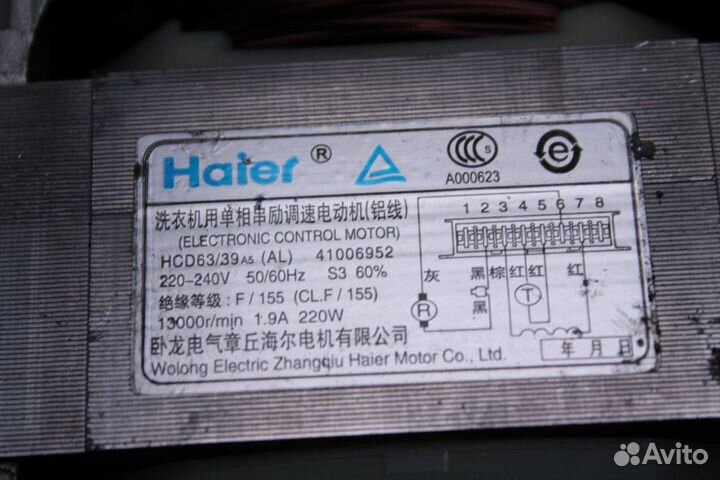 Haier ®
S
e
A000623
洗衣机用单相串励调速电动机(铝线)
(ELECTRONIC CONTROL MOTOR)
HCD63/39A5 (AL) 41006952
220-240V 50/60Hz S3 60%
绝缘等级: F / 155 (CL.F / 155)
13000r/min 1.9A 220W
卧龙电气章丘海尔电机有限公司
Wolong Electric Zhangqiu Haier Motor Co., Ltd.
1 2 3 4 5 6 7 8
灰 黑 棕 红 红 红
R 黑 T
年 月 日
Avito